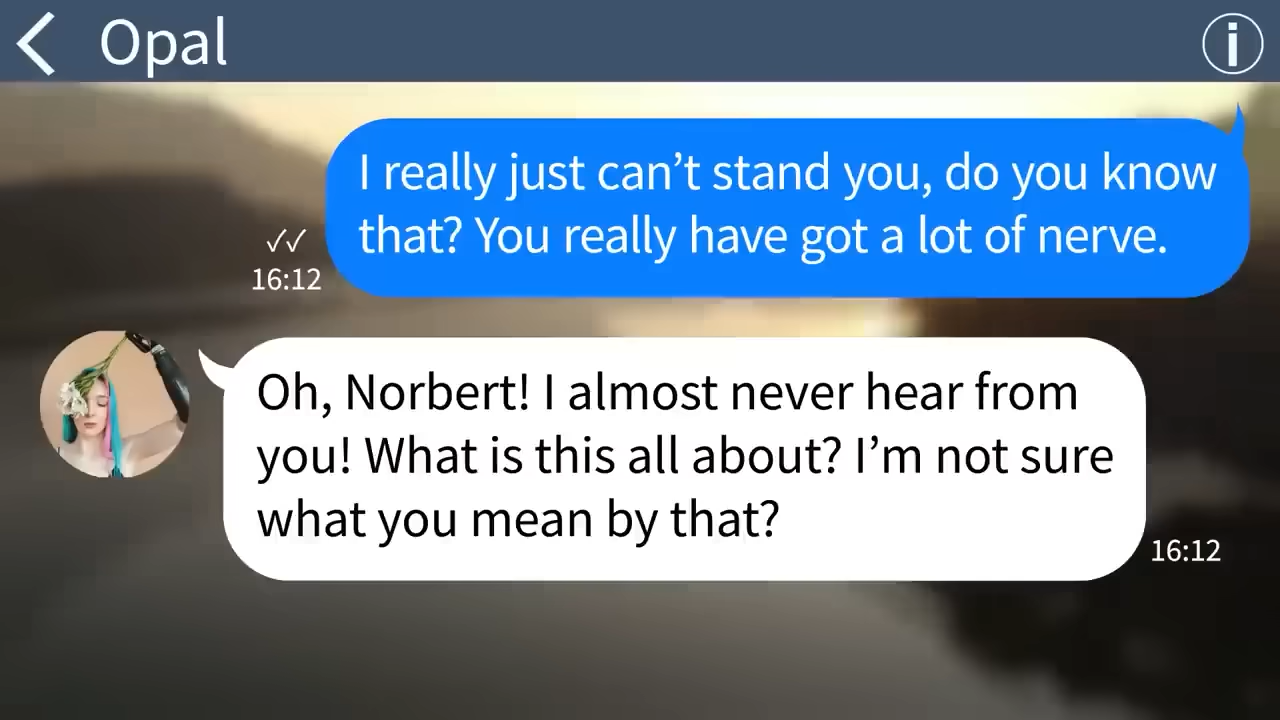 Opal
I really just can’t stand you, do you know
that? You really have got a lot of nerve.
✓✓
16:12
Oh, Norbert! I almost never hear from
you! What is this all about? I’m not sure
what you mean by that?
16:12